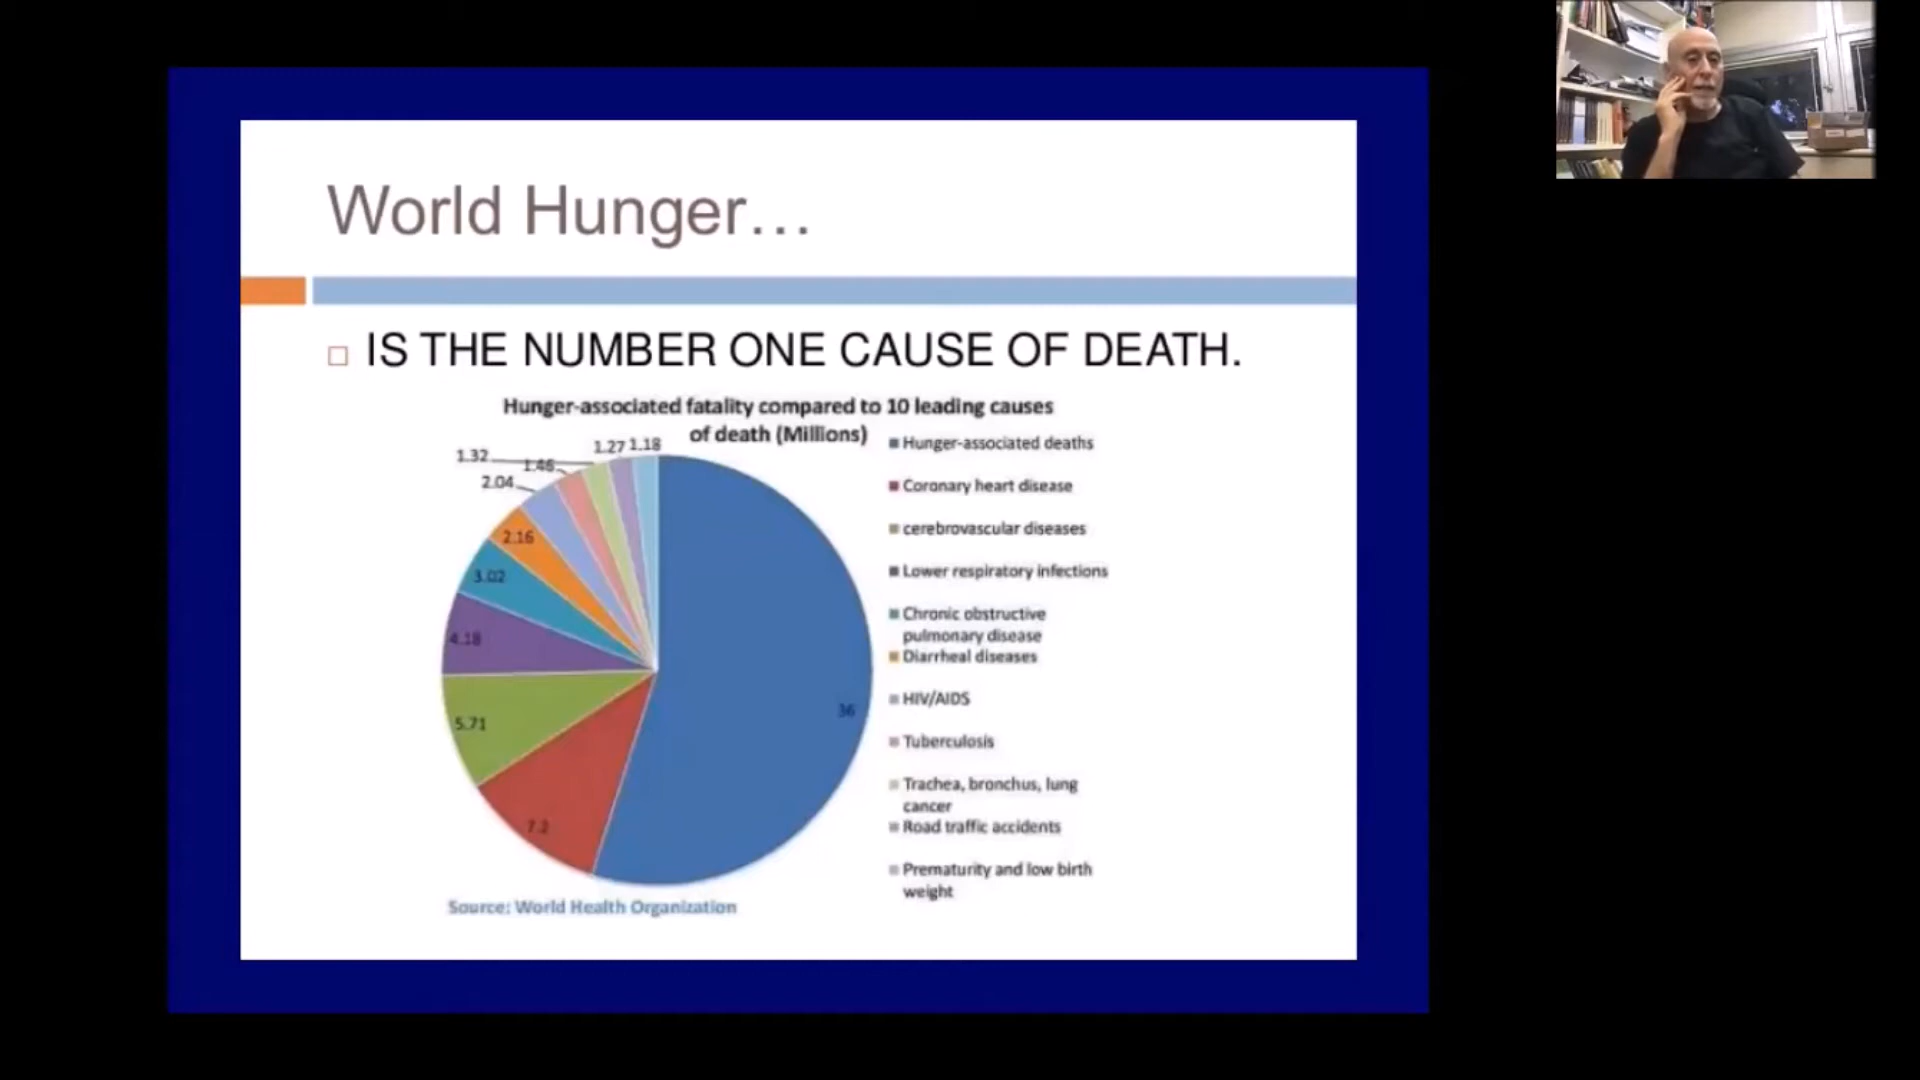 World Hunger...
IS THE NUMBER ONE CAUSE OF DEATH.
Hunger-associated fatality compared to 10 leading causes
of death (Millions)
1.27
1.18
1.32
1.46
2.04
2.16
3.02
4.18
5.71
7.2
36
Hunger-associated deaths
Coronary heart disease
cerebrovascular diseases
Lower respiratory infections
Chronic obstructive
pulmonary disease
Diarrheal diseases
HIV/AIDS
Tuberculosis
Trachea, bronchus, lung
cancer
Road traffic accidents
Prematurity and low birth
weight
Source: World Health Organization